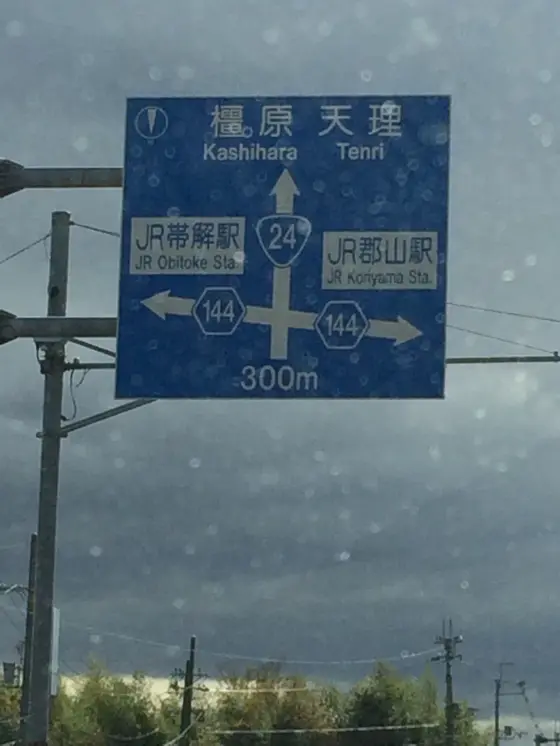 橿原 天理
Kashihara Tenri
24
JR帯解駅
JR Obitoke Sta.
JR郡山駅
JR Koriyama Sta.
144
144
300m